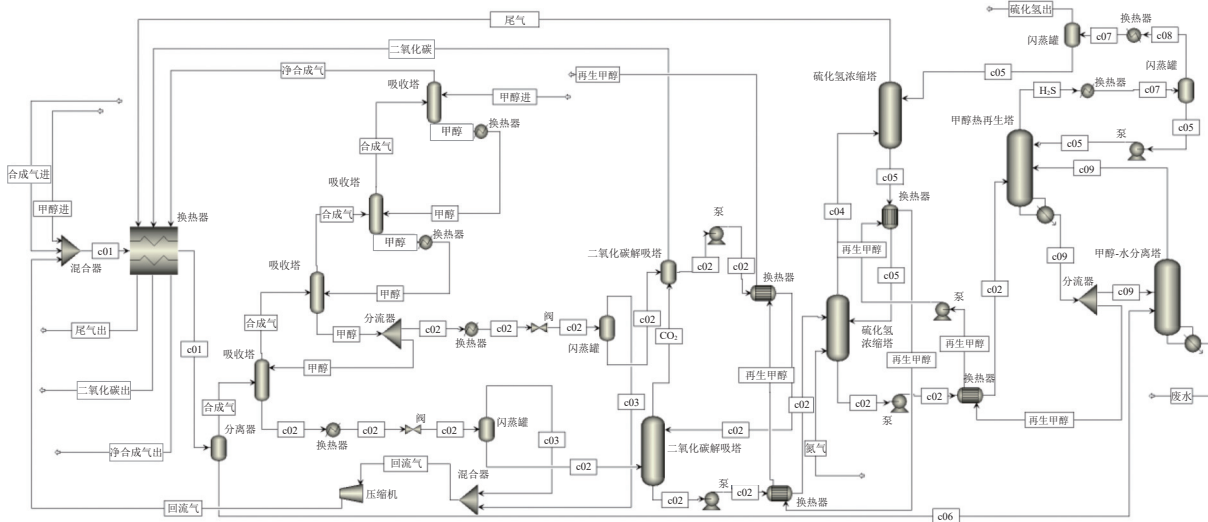 尾气
硫化氢出
换热器
闪蒸罐
c07
c08
二氧化碳
净合成气
再生甲醇
吸收塔
甲醇进
甲醇
换热器
合成气
硫化氢浓缩塔
c05
闪蒸罐
H₂S
换热器
c07
甲醇热再生塔
c05
泵
c05
c09
合成气进
甲醇进
换热器
c01
混合器
吸收塔
合成气
甲醇
甲醇
换热器
c05
换热器
c04
再生甲醇
c05
泵
二氧化碳解吸塔
c02
c02
换热器
c02
c09
甲醇-水分离塔
分流器
c09
吸收塔
甲醇
合成气
甲醇
分流器
c02
换热器
c02
阀
c02
闪蒸罐
c02
CO₂
硫化氢
浓缩塔
泵
再生甲醇
再生甲醇
再生甲醇
尾气出
c01
吸收塔
甲醇
合成气
二氧化碳出
c02
换热器
c02
阀
c02
闪蒸罐
c03
c03
c02
c02
c02
泵
c02
换热器
再生甲醇
废水
分离器
净合成气出
c02
二氧化碳解吸塔
氮气
回流气
混合器
压缩机
c02
泵
c02
换热器
回流气
c06